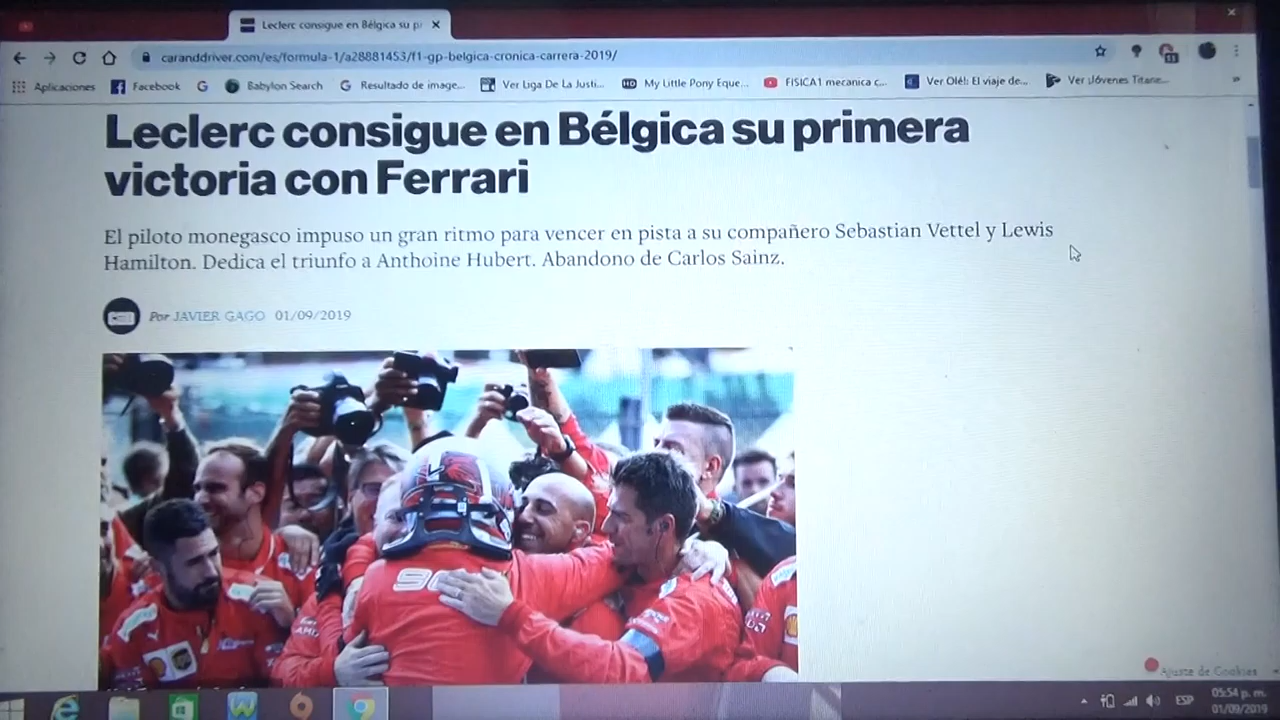 Leclerc consigue en Bélgica su pr
caranddriver.com/es/formula-1/a28881453/f1-gp-belgica-cronica-carrera-2019/
Aplicaciones Facebook Babylon Search Resultado de image... Ver Liga De La Justi... HD My Little Pony Eque... FISICA1 mecanica c... Ver Olé!: El viaje de... Ver Jóvenes Titane...
Leclerc consigue en Bélgica su primera
victoria con Ferrari
El piloto monegasco impuso un gran ritmo para vencer en pista a su compañero Sebastian Vettel y Lewis
Hamilton. Dedica el triunfo a Anthoine Hubert. Abandono de Carlos Sainz.
Por JAVIER GAGO 01/09/2019
Ajuste de Cookies
ESP
05:54 p. m.
01/09/2019